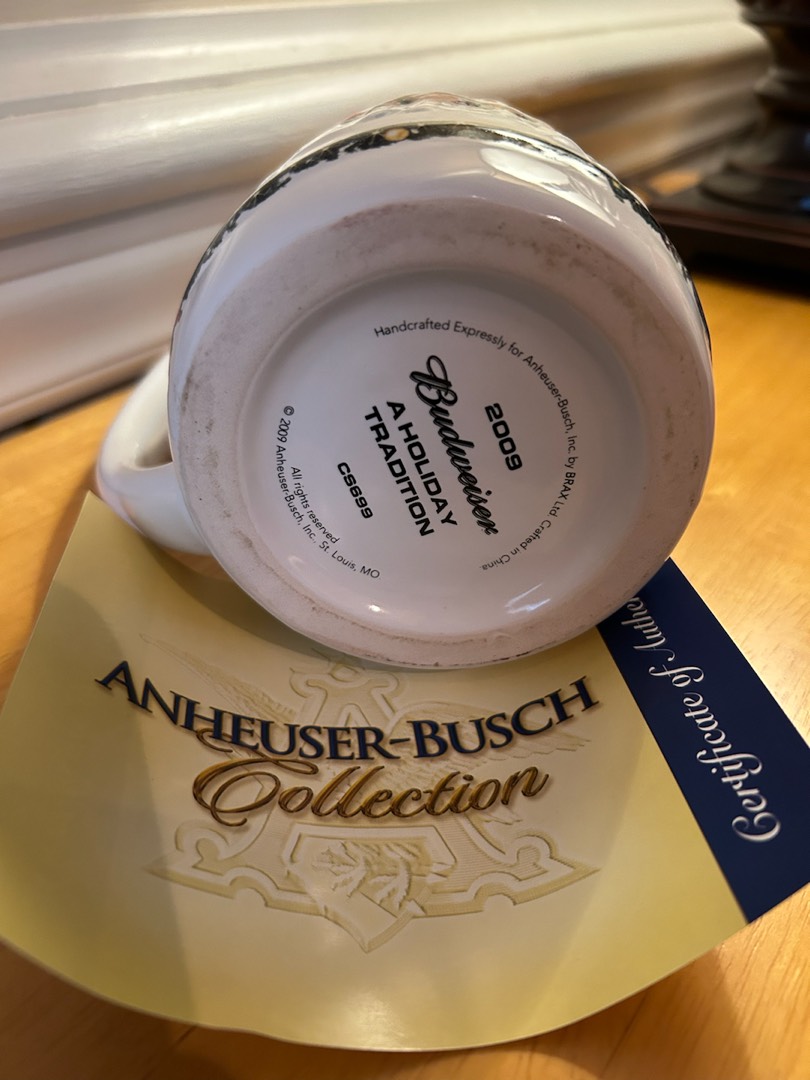 Handcrafted Expressly for Anheuser-Busch, Inc. by BRAX Ltd. Crafted in China.
2009
Budweiser
A HOLIDAY
TRADITION
CS699
All rights reserved
© 2009 Anheuser-Busch, Inc., St. Louis, MO
ANHEUSER-BUSCH
Collection
Certificate of